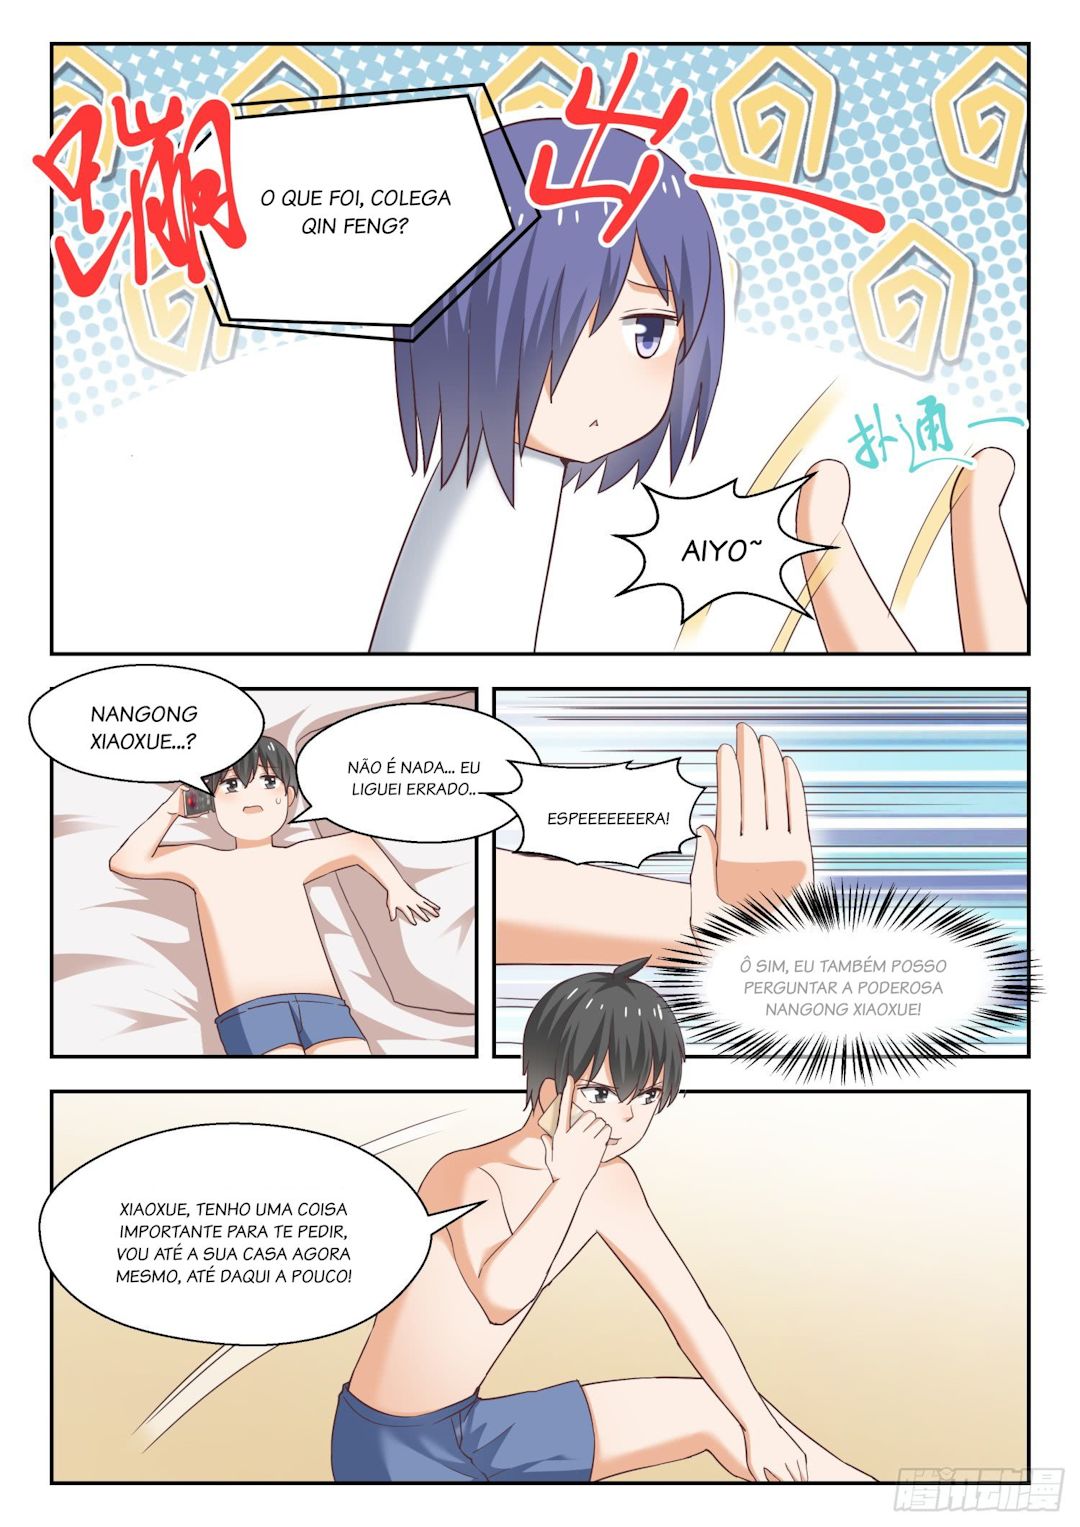 蹦
出一
O QUE FOI, COLEGA
QIN FENG?
扑通一
AIYO~
NANGONG
XIAOXUE...?
NÃO É NADA... EU
LIGUEI ERRADO..
ESPEEEEEEERA!
Ô SIM, EU TAMBÉM POSSO
PERGUNTAR A PODEROSA
NANGONG XIAOXUE!
XIAOXUE, TENHO UMA COISA
IMPORTANTE PARA TE PEDIR,
VOU ATÉ A SUA CASA AGORA
MESMO, ATÉ DAQUI A POUCO!
腾讯动漫